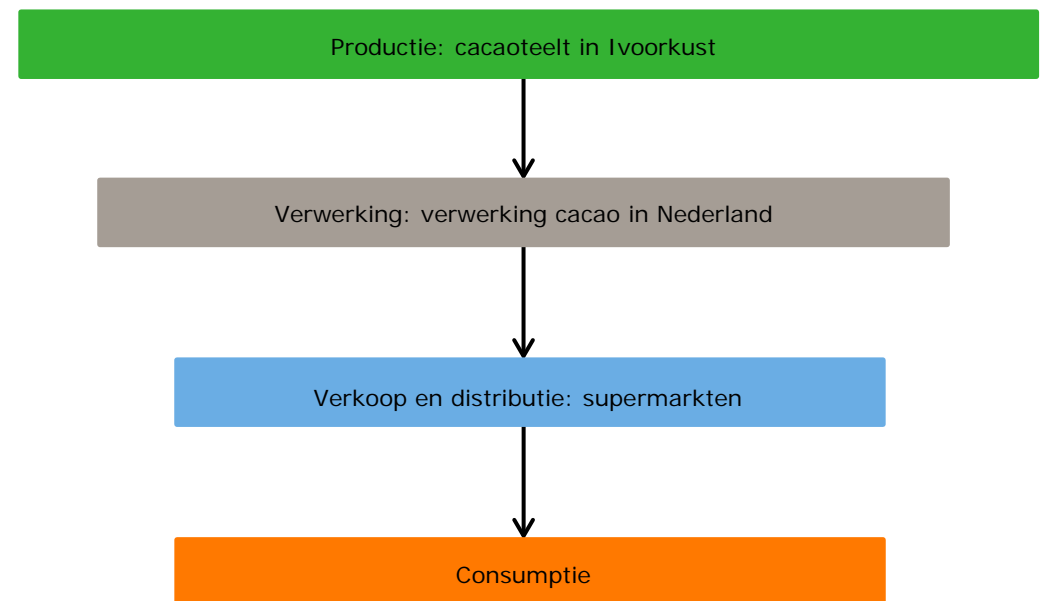 Productie: cacaoteelt in Ivoorkust
Verwerking: verwerking cacao in Nederland
Verkoop en distributie: supermarkten
Consumptie